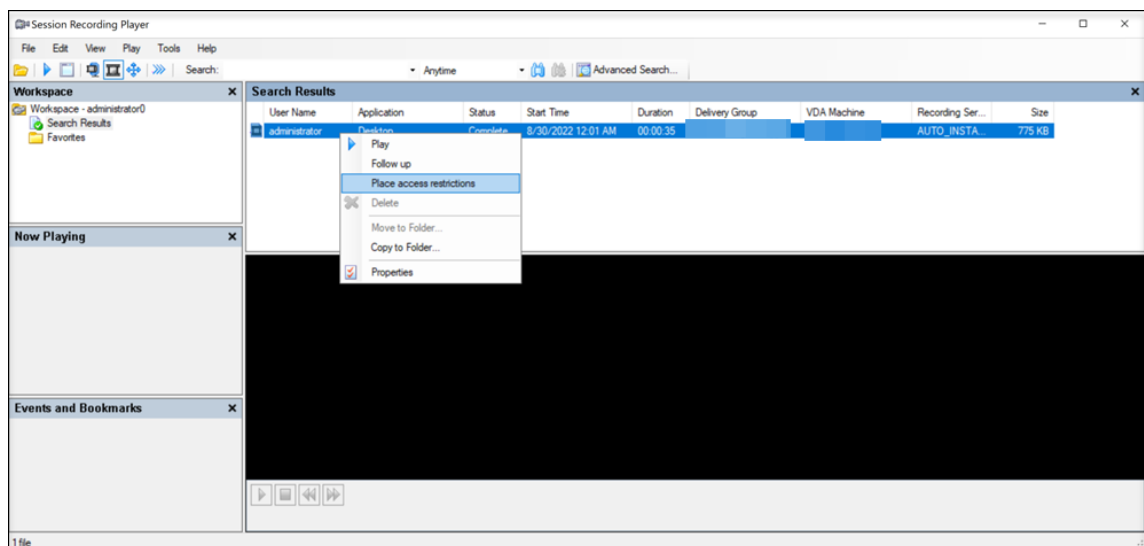 Session Recording Player
File Edit View Play Tools Help
Search: Anytime Advanced Search...
Workspace
Workspace - administrator0
Search Results
Favorites
Now Playing
Events and Bookmarks
Search Results
User Name Application Status Start Time Duration Delivery Group VDA Machine Recording Ser... Size
administrator Desktop Complete 8/30/2022 12:01 AM 00:00:35 AUTO_INSTA... 775 KB
Play
Follow up
Place access restrictions
Delete
Move to Folder...
Copy to Folder...
Properties
1 file